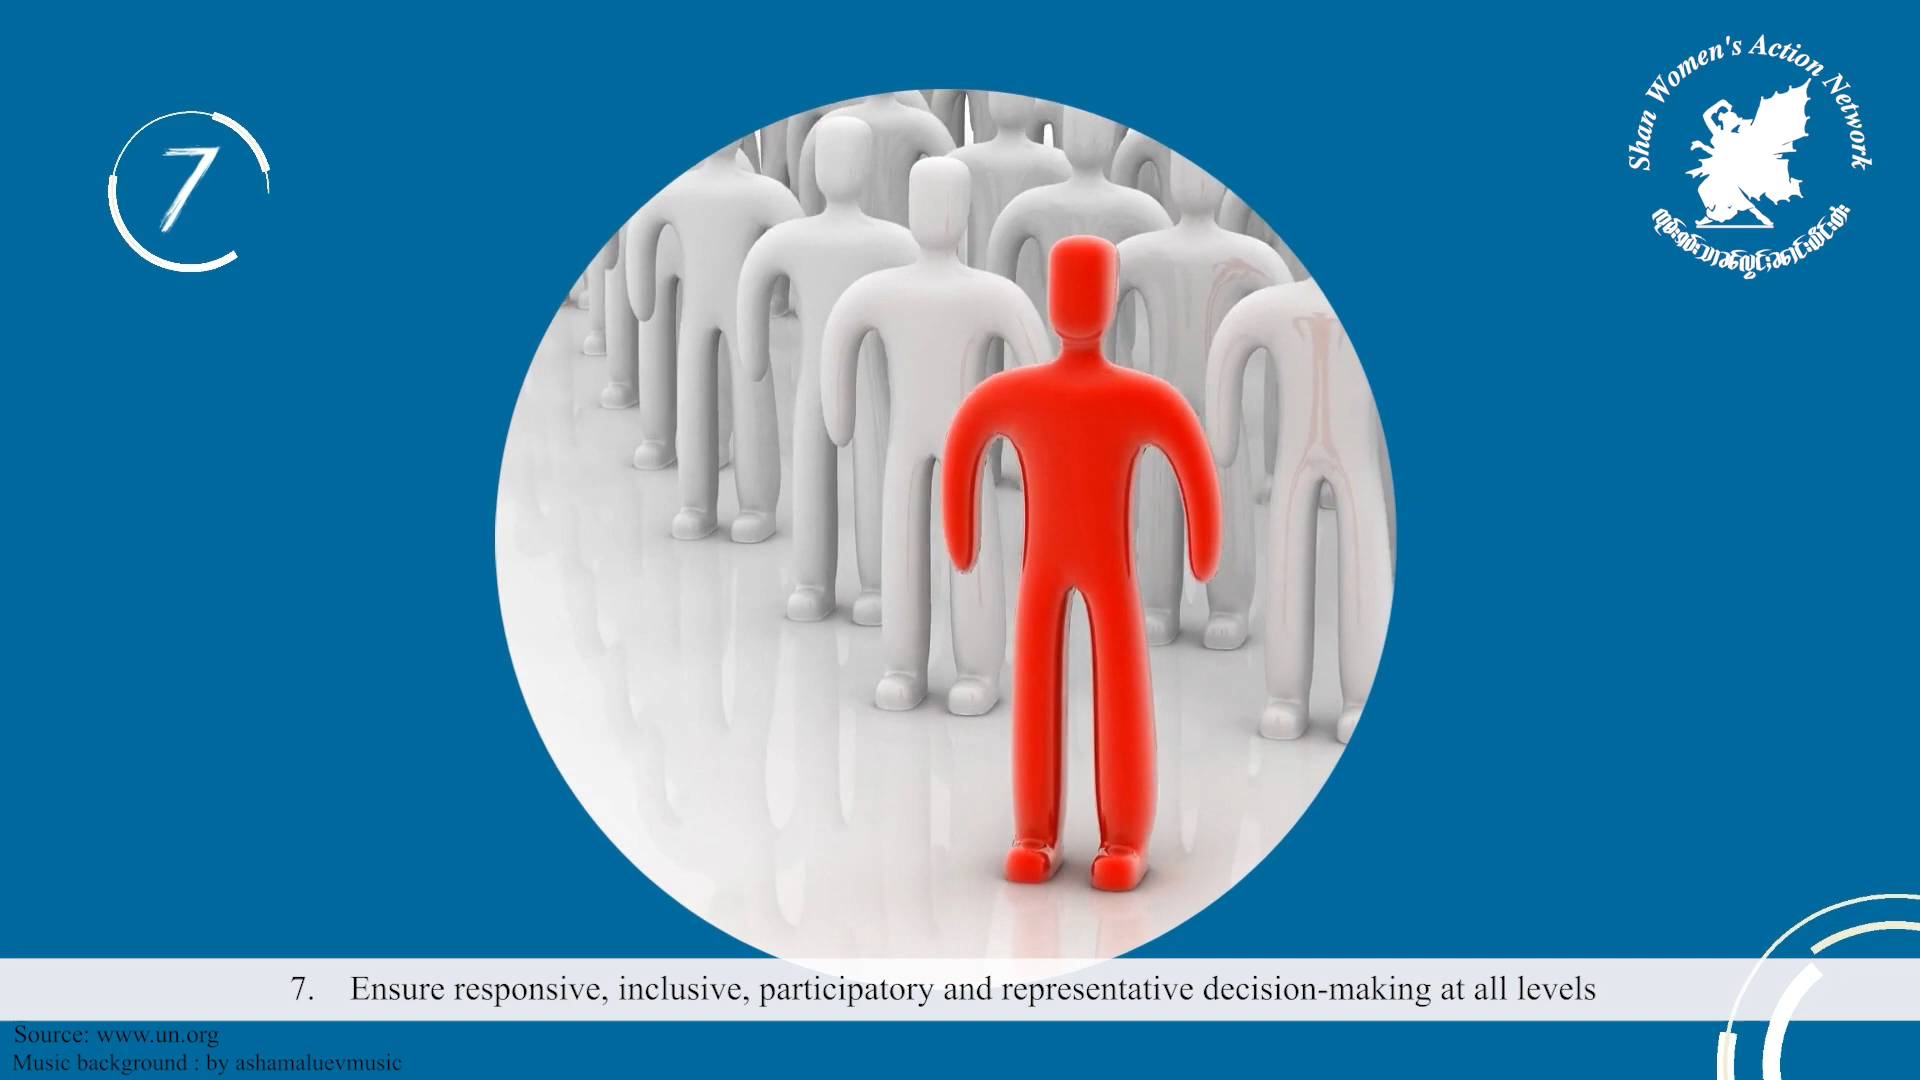 7
Shan Women's Action Network
7. Ensure responsive, inclusive, participatory and representative decision-making at all levels
Source: www.un.org
Music background : by ashamaluevmusic